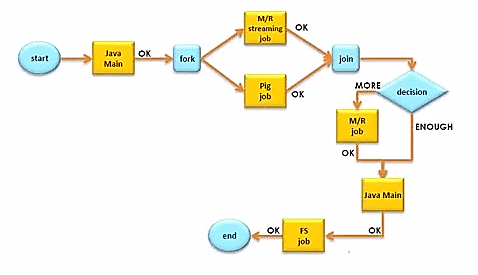 start
Java
Main
OK
fork
M/R
streaming
job
OK
Pig
job
OK
join
decision
MORE
ENOUGH
M/R
job
OK
Java Main
OK
FS
job
OK
end